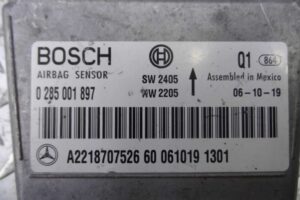 BOSCH
AIRBAG SENSOR
SW 2405
Q1 864
Assembled in Mexico
0 285 001 897
HW 2205
06-10-19
A2218707526 60 061019 1301